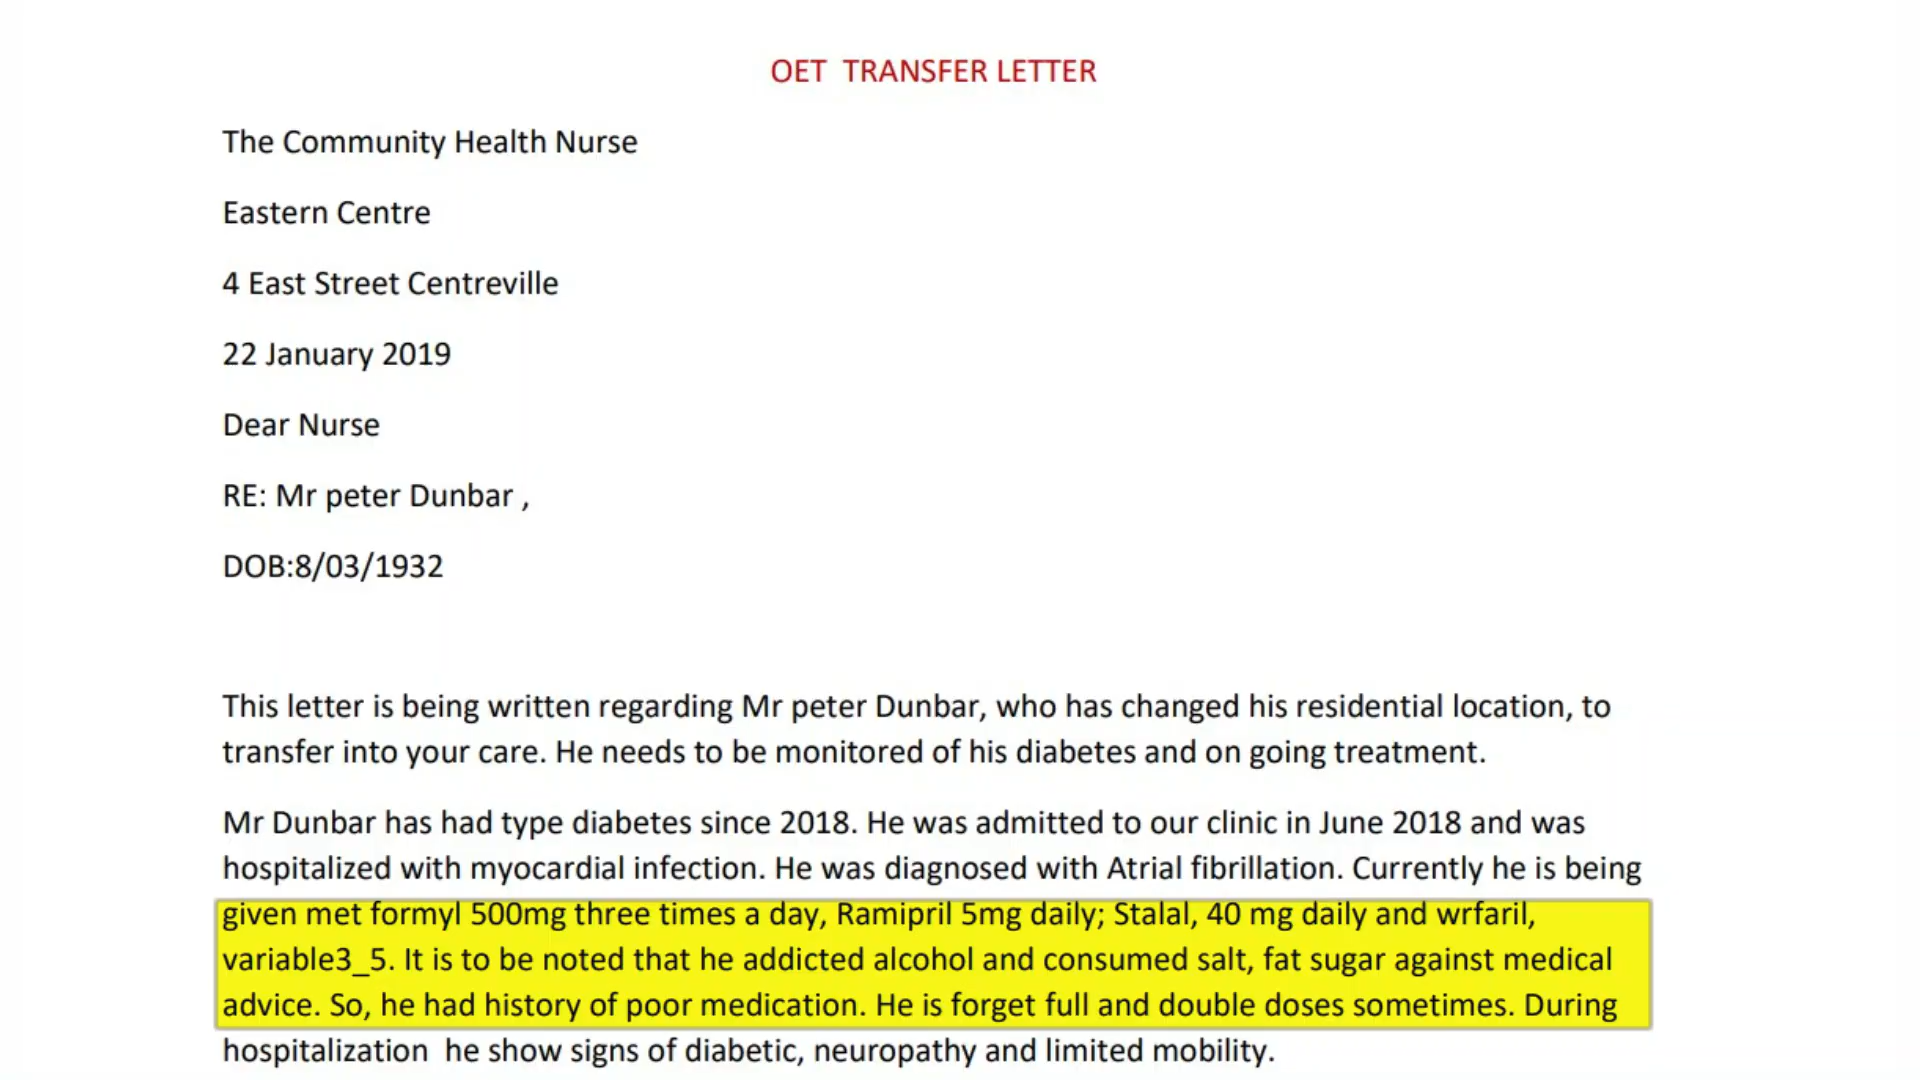 OET TRANSFER LETTER
The Community Health Nurse
Eastern Centre
4 East Street Centreville
22 January 2019
Dear Nurse
RE: Mr peter Dunbar ,
DOB:8/03/1932
This letter is being written regarding Mr peter Dunbar, who has changed his residential location, to
transfer into your care. He needs to be monitored of his diabetes and on going treatment.
Mr Dunbar has had type diabetes since 2018. He was admitted to our clinic in June 2018 and was
hospitalized with myocardial infection. He was diagnosed with Atrial fibrillation. Currently he is being
given met formyl 500mg three times a day, Ramipril 5mg daily; Stalal, 40 mg daily and wrfaril,
variable3_5. It is to be noted that he addicted alcohol and consumed salt, fat sugar against medical
advice. So, he had history of poor medication. He is forget full and double doses sometimes. During
hospitalization he show signs of diabetic, neuropathy and limited mobility.